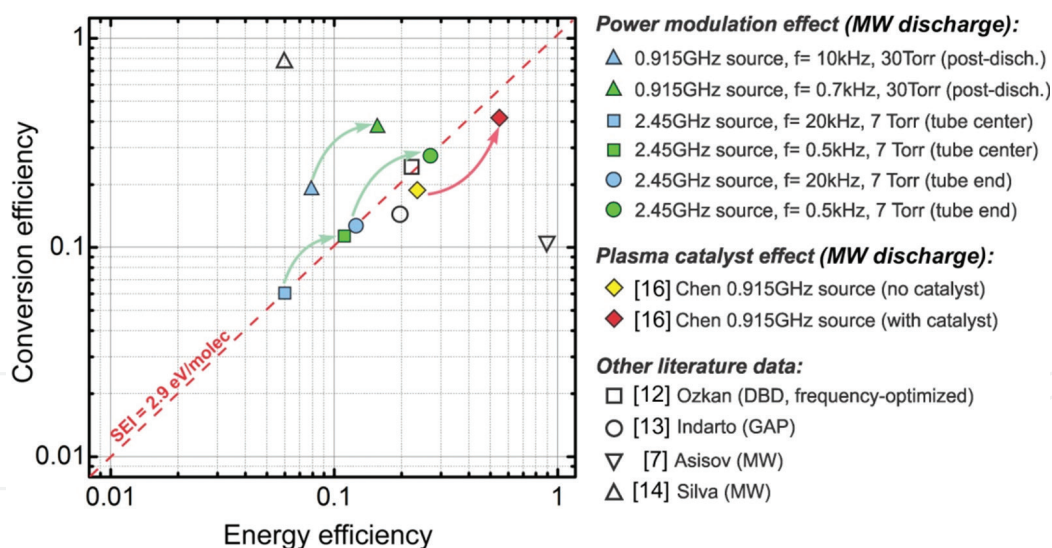 1
0.1
0.01
Conversion efficiency
SEI = 2.9 eV/molec
0.01
0.1
1
Energy efficiency
Power modulation effect (MW discharge):
0.915GHz source, f= 10kHz, 30Torr (post-disch.)
0.915GHz source, f= 0.7kHz, 30Torr (post-disch.)
2.45GHz source, f= 20kHz, 7 Torr (tube center)
2.45GHz source, f= 0.5kHz, 7 Torr (tube center)
2.45GHz source, f= 20kHz, 7 Torr (tube end)
2.45GHz source, f= 0.5kHz, 7 Torr (tube end)
Plasma catalyst effect (MW discharge):
[16] Chen 0.915GHz source (no catalyst)
[16] Chen 0.915GHz source (with catalyst)
Other literature data:
[12] Ozkan (DBD, frequency-optimized)
[13] Indarto (GAP)
[7] Asisov (MW)
[14] Silva (MW)